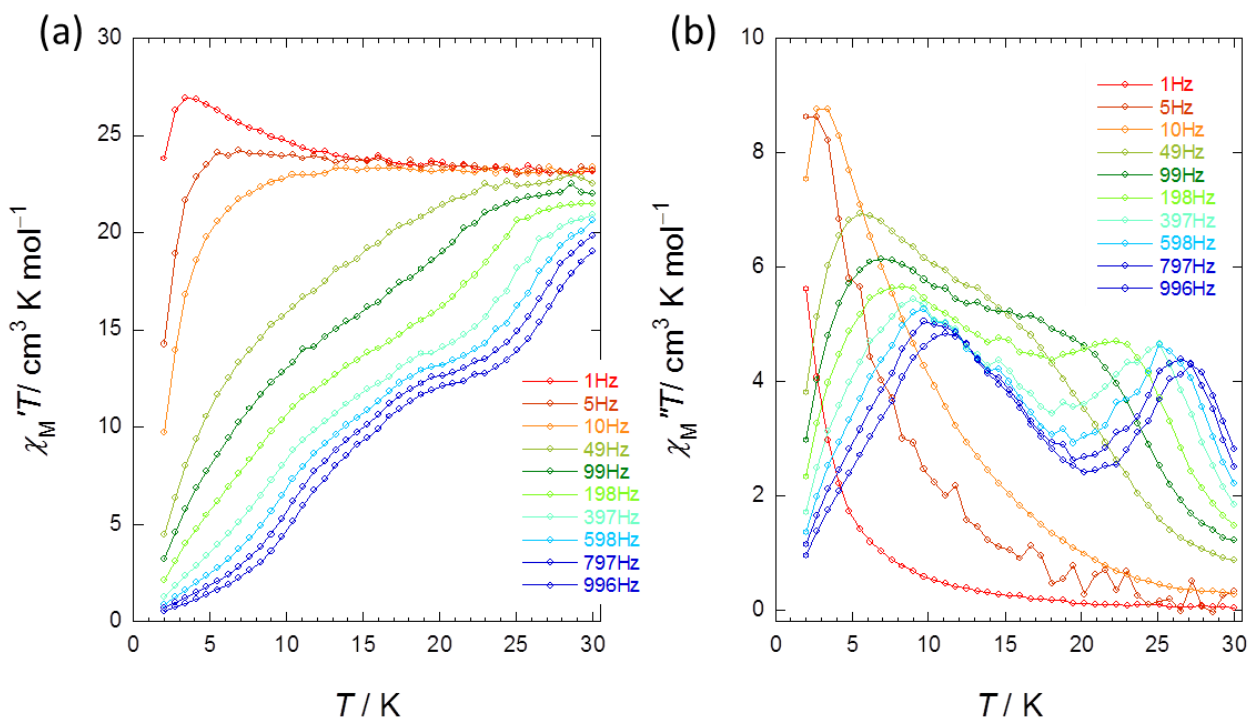 (a)
30
25
20
15
10
5
0
χM'T/ cm³ K mol⁻¹
0 5 10 15 20 25 30
T / K
1Hz
5Hz
10Hz
49Hz
99Hz
198Hz
397Hz
598Hz
797Hz
996Hz
(b)
10
8
6
4
2
0
χM"T/ cm³ K mol⁻¹
0 5 10 15 20 25 30
T / K
1Hz
5Hz
10Hz
49Hz
99Hz
198Hz
397Hz
598Hz
797Hz
996Hz